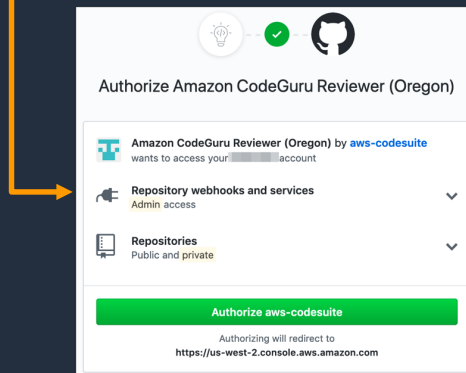 Authorize Amazon CodeGuru Reviewer (Oregon)
Amazon CodeGuru Reviewer (Oregon) by aws-codesuite
wants to access your account
Repository webhooks and services
Admin access
Repositories
Public and private
Authorize aws-codesuite
Authorizing will redirect to
https://us-west-2.console.aws.amazon.com